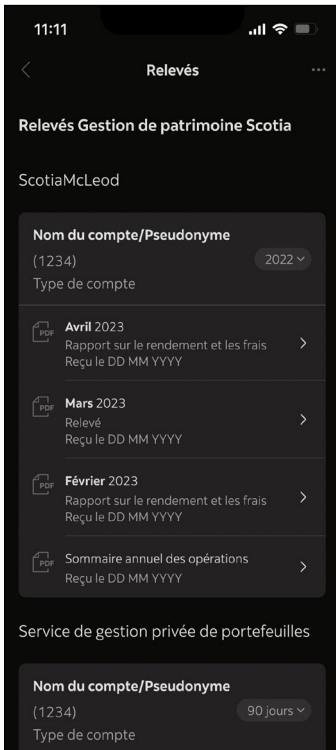 11:11
Relevés
Relevés Gestion de patrimoine Scotia
ScotiaMcLeod
Nom du compte/Pseudonyme
(1234)
2022
Type de compte
PDF
Avril 2023
Rapport sur le rendement et les frais
Reçu le DD MM YYYY
PDF
Mars 2023
Relevé
Reçu le DD MM YYYY
PDF
Février 2023
Rapport sur le rendement et les frais
Reçu le DD MM YYYY
PDF
Sommaire annuel des opérations
Reçu le DD MM YYYY
Service de gestion privée de portefeuilles
Nom du compte/Pseudonyme
(1234)
90 jours
Type de compte